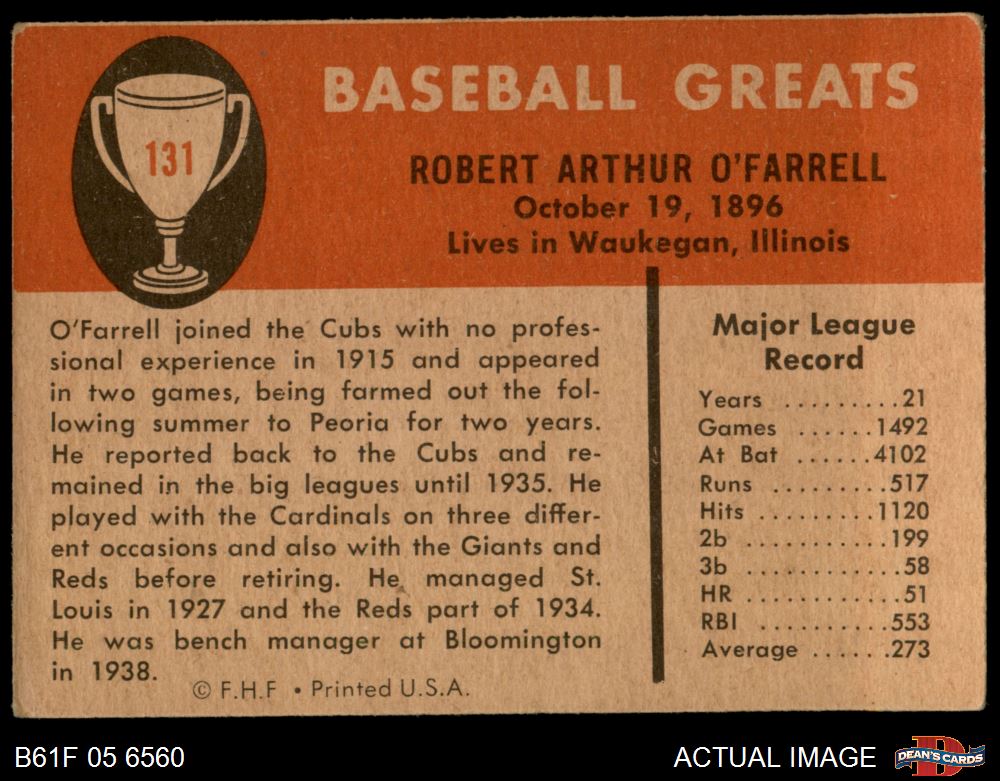 131
BASEBALL GREATS
ROBERT ARTHUR O'FARRELL
October 19, 1896
Lives in Waukegan, Illinois
O'Farrell joined the Cubs with no profes-
sional experience in 1915 and appeared
in two games, being farmed out the fol-
lowing summer to Peoria for two years.
He reported back to the Cubs and re-
mained in the big leagues until 1935. He
played with the Cardinals on three differ-
ent occasions and also with the Giants and
Reds before retiring. He managed St.
Louis in 1927 and the Reds part of 1934.
He was bench manager at Bloomington
in 1938.
© F.H.F • Printed U.S.A.
Major League
Record
Years .........21
Games ......1492
At Bat ......4102
Runs .........517
Hits .........1120
2b ...........199
3b ............58
HR ............51
RBI ..........553
Average ......273
B61F 05 6560
ACTUAL IMAGE
D
DEAN'S CARDS